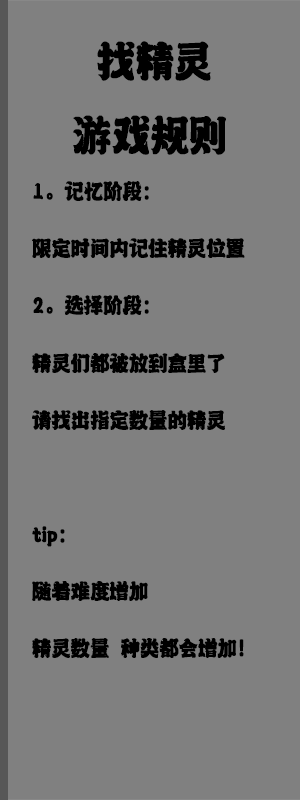 找精灵
游戏规则
1。记忆阶段：
限定时间内记住精灵位置
2。选择阶段：
精灵们都被放到盒里了
请找出指定数量的精灵
tip：
随着难度增加
精灵数量 种类都会增加！